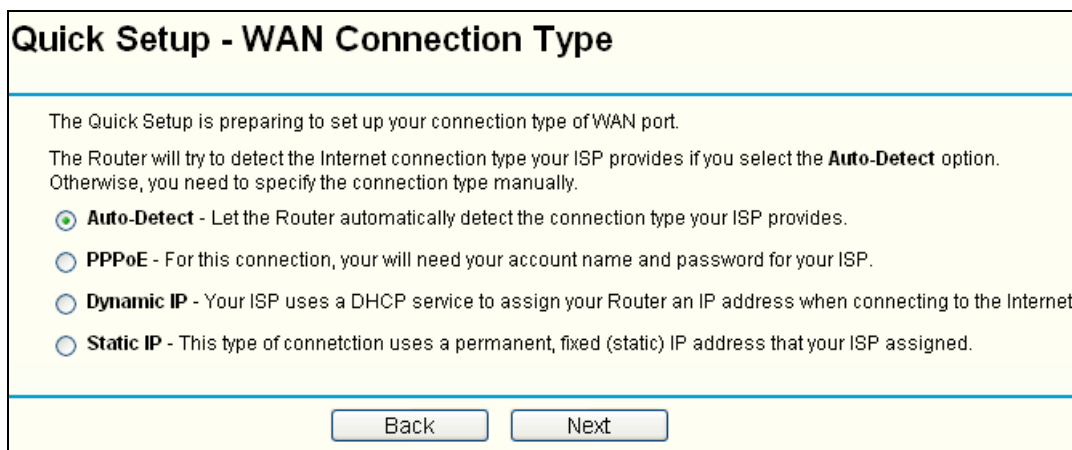 Quick Setup - WAN Connection Type
The Quick Setup is preparing to set up your connection type of WAN port.
The Router will try to detect the Internet connection type your ISP provides if you select the Auto-Detect option.
Otherwise, you need to specify the connection type manually.
Auto-Detect - Let the Router automatically detect the connection type your ISP provides.
PPPoE - For this connection, your will need your account name and password for your ISP.
Dynamic IP - Your ISP uses a DHCP service to assign your Router an IP address when connecting to the Internet
Static IP - This type of connetction uses a permanent, fixed (static) IP address that your ISP assigned.
Back Next